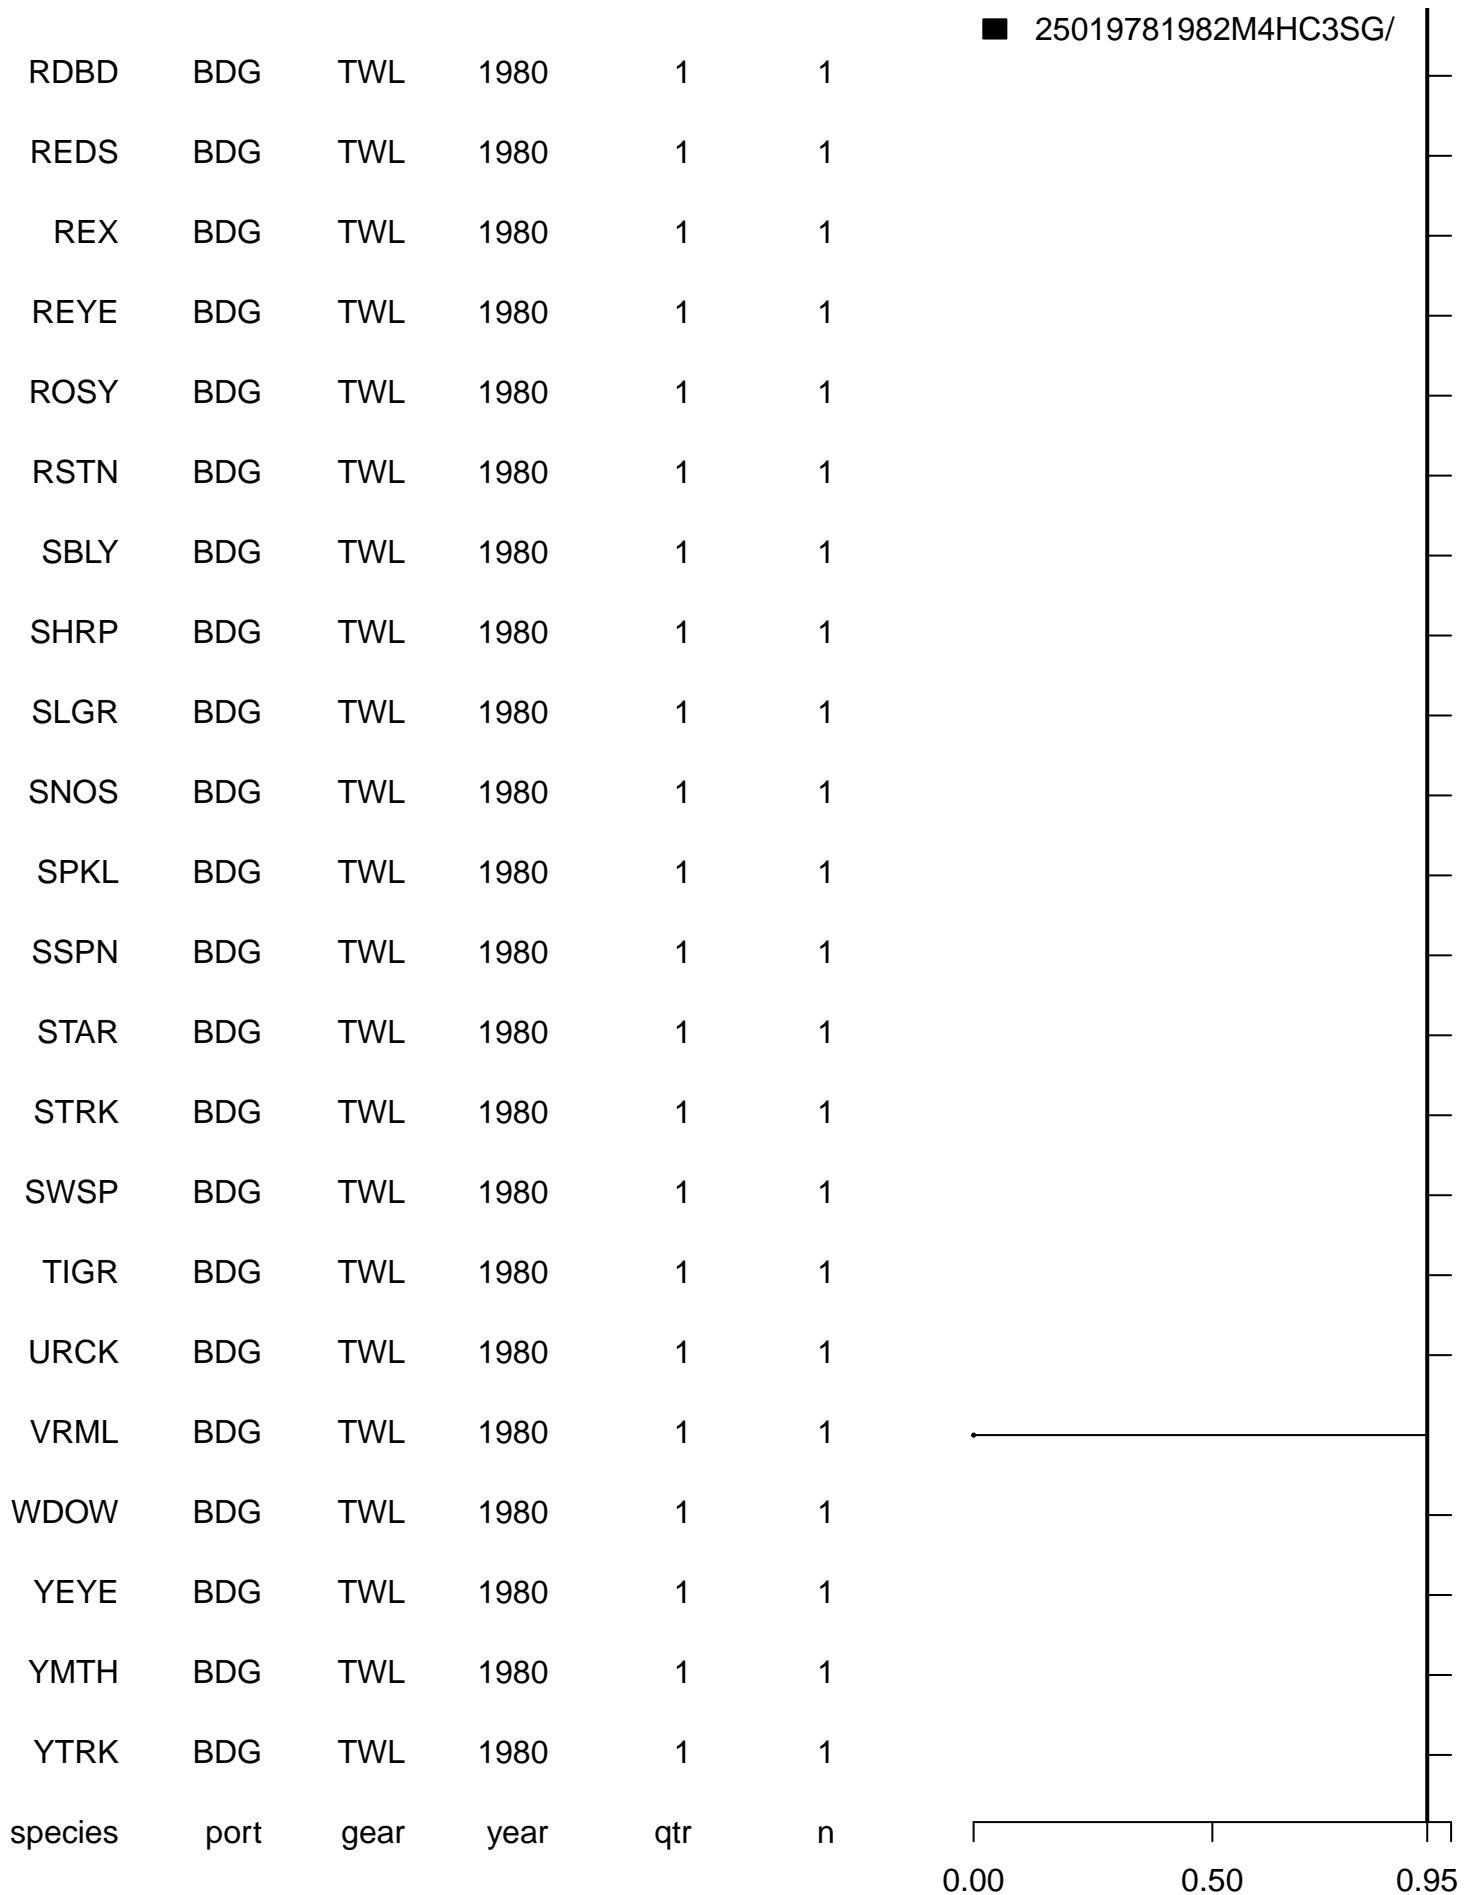 25019781982M4HC3SG/
RDBD BDG TWL 1980 1 1
REDS BDG TWL 1980 1 1
REX BDG TWL 1980 1 1
REYE BDG TWL 1980 1 1
ROSY BDG TWL 1980 1 1
RSTN BDG TWL 1980 1 1
SBLY BDG TWL 1980 1 1
SHRP BDG TWL 1980 1 1
SLGR BDG TWL 1980 1 1
SNOS BDG TWL 1980 1 1
SPKL BDG TWL 1980 1 1
SSPN BDG TWL 1980 1 1
STAR BDG TWL 1980 1 1
STRK BDG TWL 1980 1 1
SWSP BDG TWL 1980 1 1
TIGR BDG TWL 1980 1 1
URCK BDG TWL 1980 1 1
VRML BDG TWL 1980 1 1
WDOW BDG TWL 1980 1 1
YEYE BDG TWL 1980 1 1
YMTH BDG TWL 1980 1 1
YTRK BDG TWL 1980 1 1
species port gear year qtr n
0.00 0.50 0.95